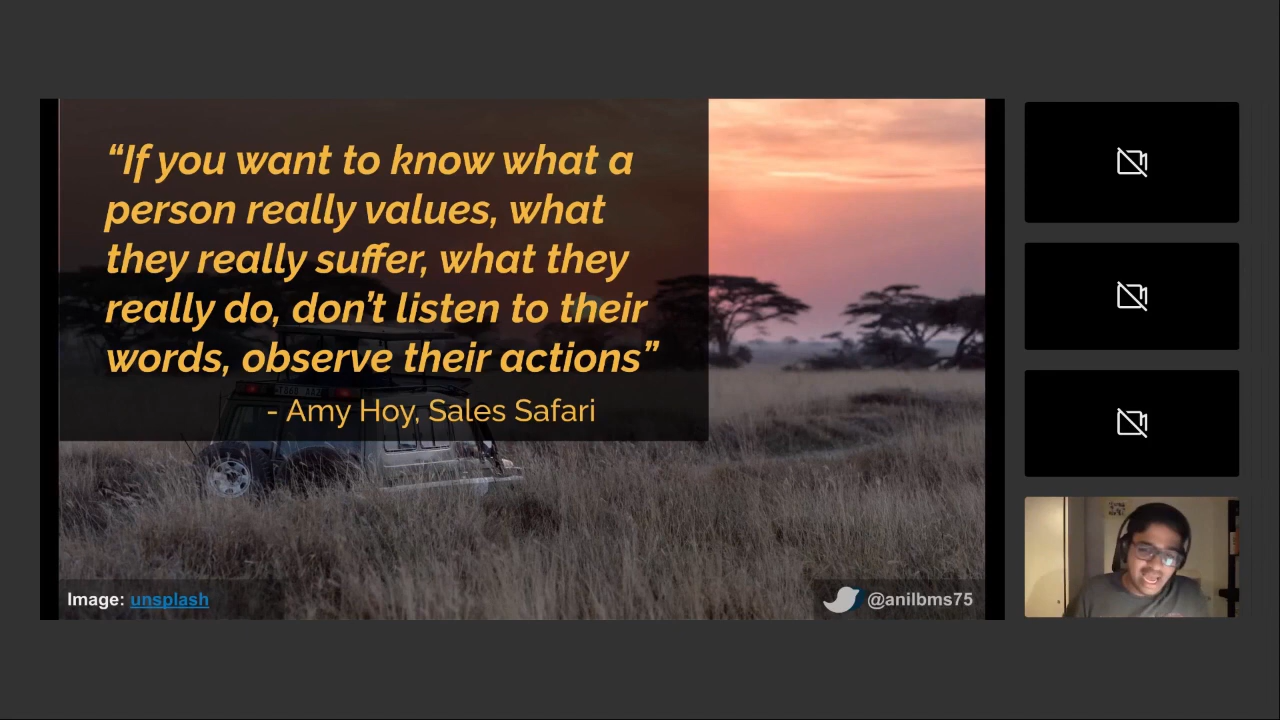 “If you want to know what a
person really values, what
they really suffer, what they
really do, don’t listen to their
words, observe their actions”
- Amy Hoy, Sales Safari
Image: unsplash
@anilbms75